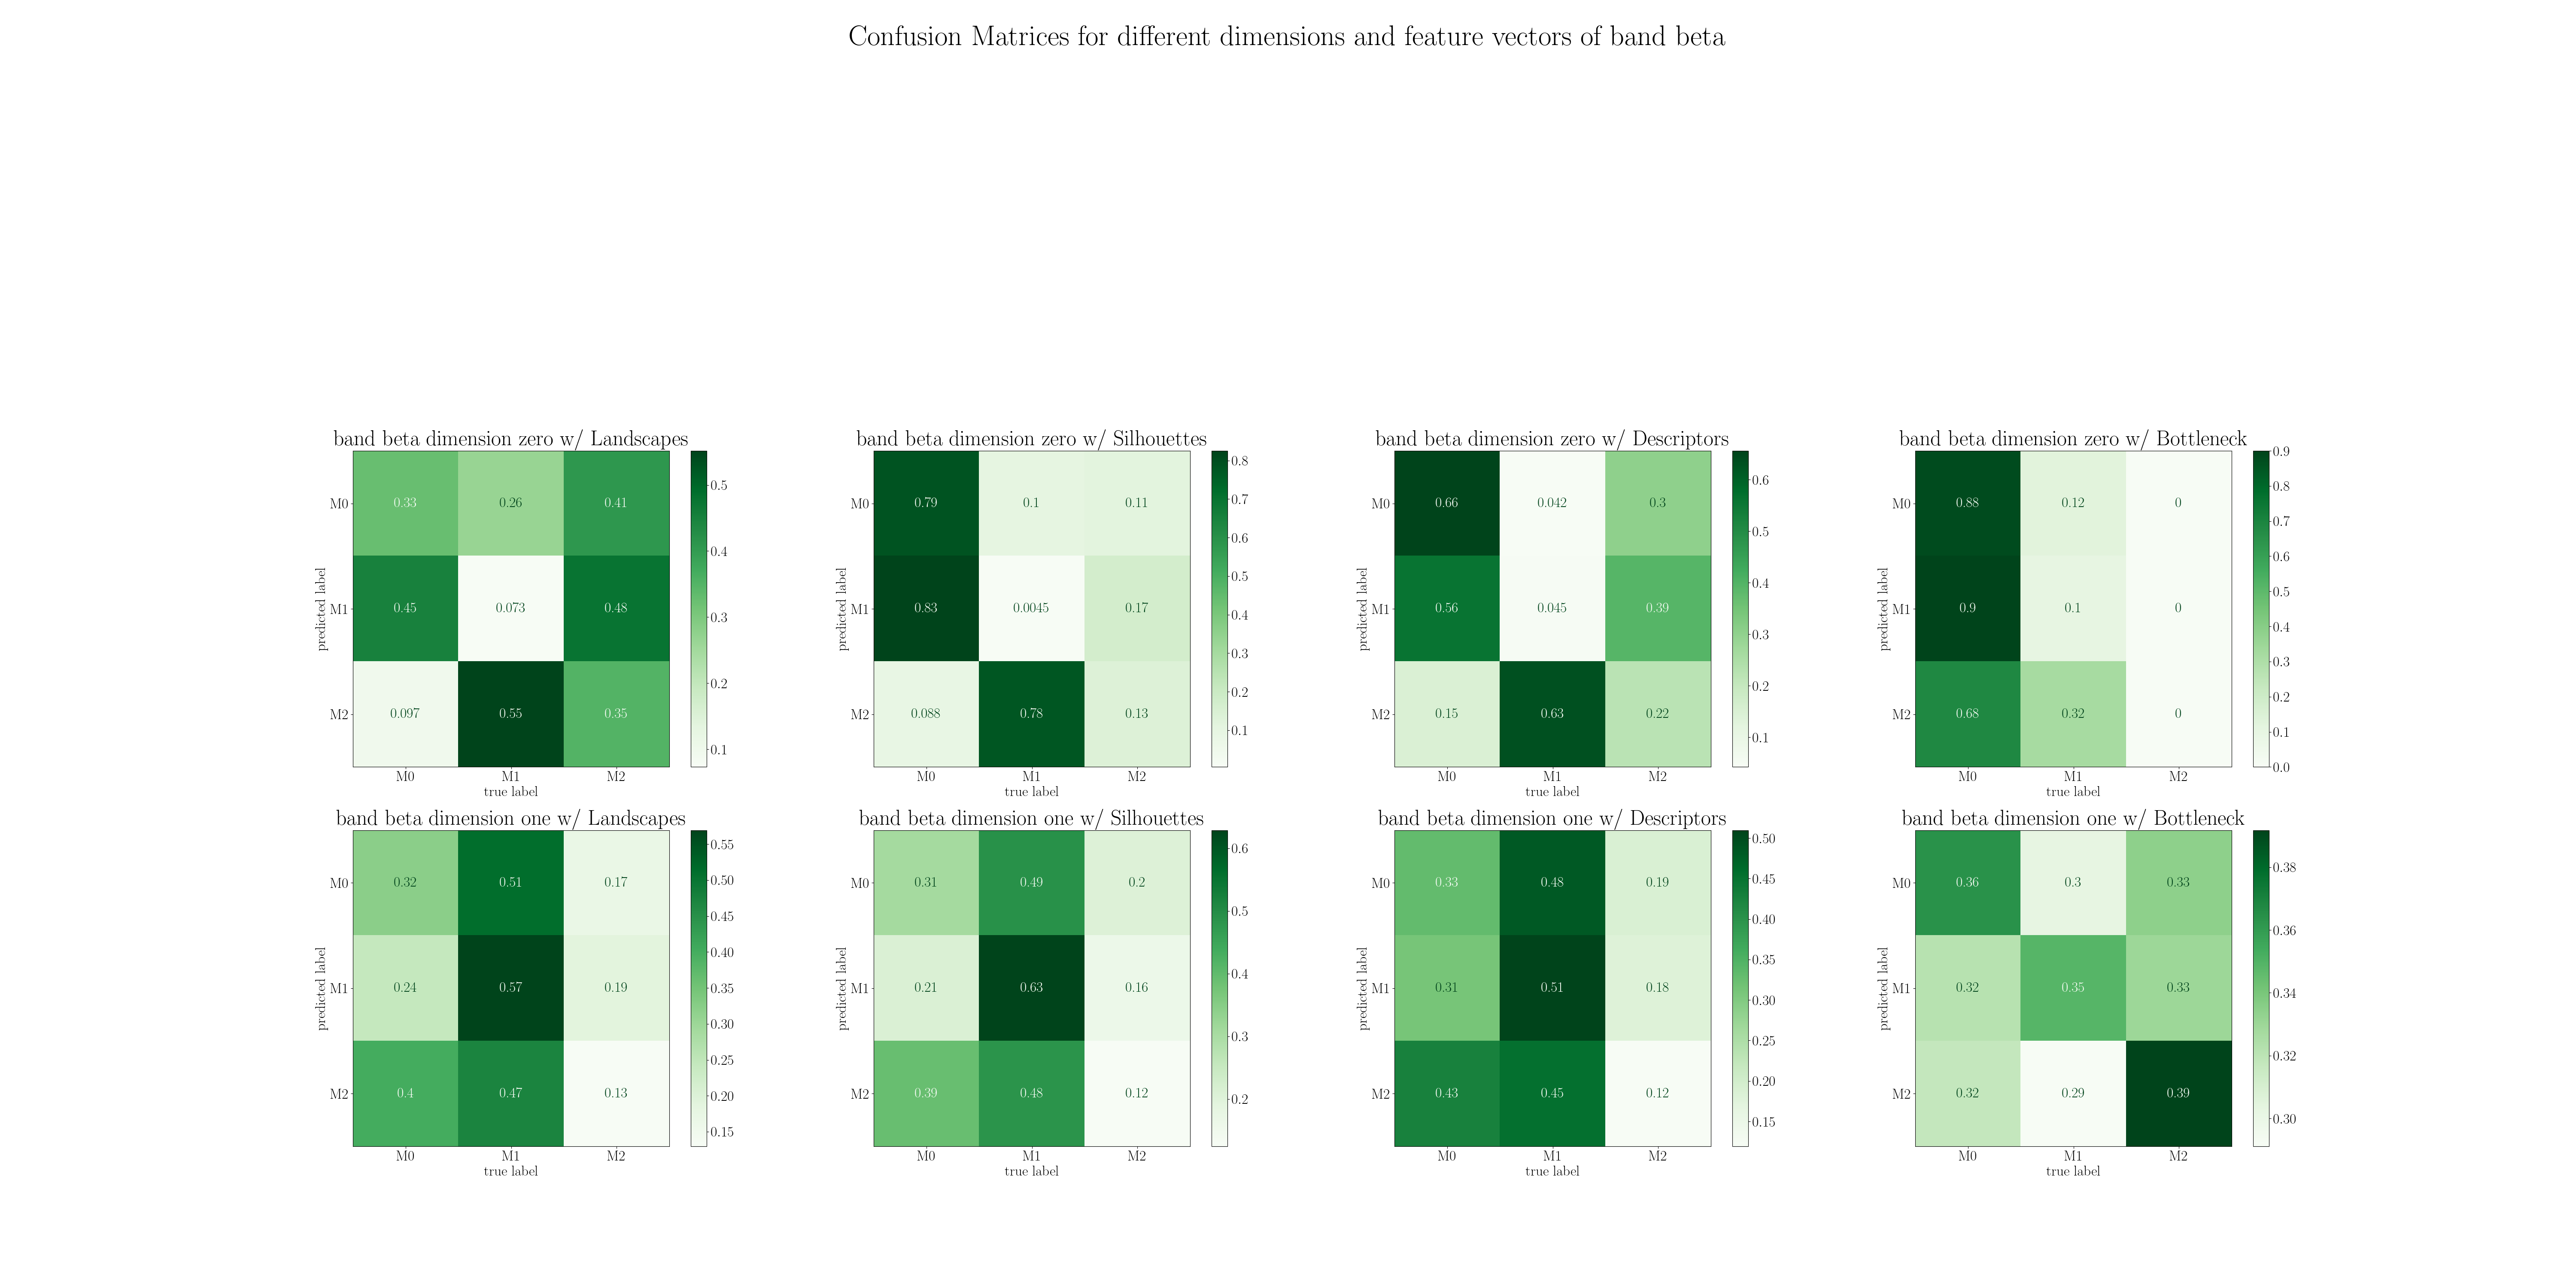 Confusion Matrices for different dimensions and feature vectors of band beta
band beta dimension zero w/ Landscapes
M0
0.33 0.26 0.41
M1
0.45 0.073 0.48
M2
0.097 0.55 0.35
M0 M1 M2
true label
predicted label
0.5
0.4
0.3
0.2
0.1
band beta dimension zero w/ Silhouettes
M0
0.79 0.1 0.11
M1
0.83 0.0045 0.17
M2
0.088 0.78 0.13
M0 M1 M2
true label
predicted label
0.8
0.7
0.6
0.5
0.4
0.3
0.2
0.1
band beta dimension zero w/ Descriptors
M0
0.66 0.042 0.3
M1
0.56 0.045 0.39
M2
0.15 0.63 0.22
M0 M1 M2
true label
predicted label
0.6
0.5
0.4
0.3
0.2
0.1
band beta dimension zero w/ Bottleneck
M0
0.88 0.12 0
M1
0.9 0.1 0
M2
0.68 0.32 0
M0 M1 M2
true label
predicted label
0.9
0.8
0.7
0.6
0.5
0.4
0.3
0.2
0.1
0.0
band beta dimension one w/ Landscapes
M0
0.32 0.51 0.17
M1
0.24 0.57 0.19
M2
0.4 0.47 0.13
M0 M1 M2
true label
predicted label
0.55
0.50
0.45
0.40
0.35
0.30
0.25
0.20
0.15
band beta dimension one w/ Silhouettes
M0
0.31 0.49 0.2
M1
0.21 0.63 0.16
M2
0.39 0.48 0.12
M0 M1 M2
true label
predicted label
0.6
0.5
0.4
0.3
0.2
band beta dimension one w/ Descriptors
M0
0.33 0.48 0.19
M1
0.31 0.51 0.18
M2
0.43 0.45 0.12
M0 M1 M2
true label
predicted label
0.50
0.45
0.40
0.35
0.30
0.25
0.20
0.15
band beta dimension one w/ Bottleneck
M0
0.36 0.3 0.33
M1
0.32 0.35 0.33
M2
0.32 0.29 0.39
M0 M1 M2
true label
predicted label
0.38
0.36
0.34
0.32
0.30